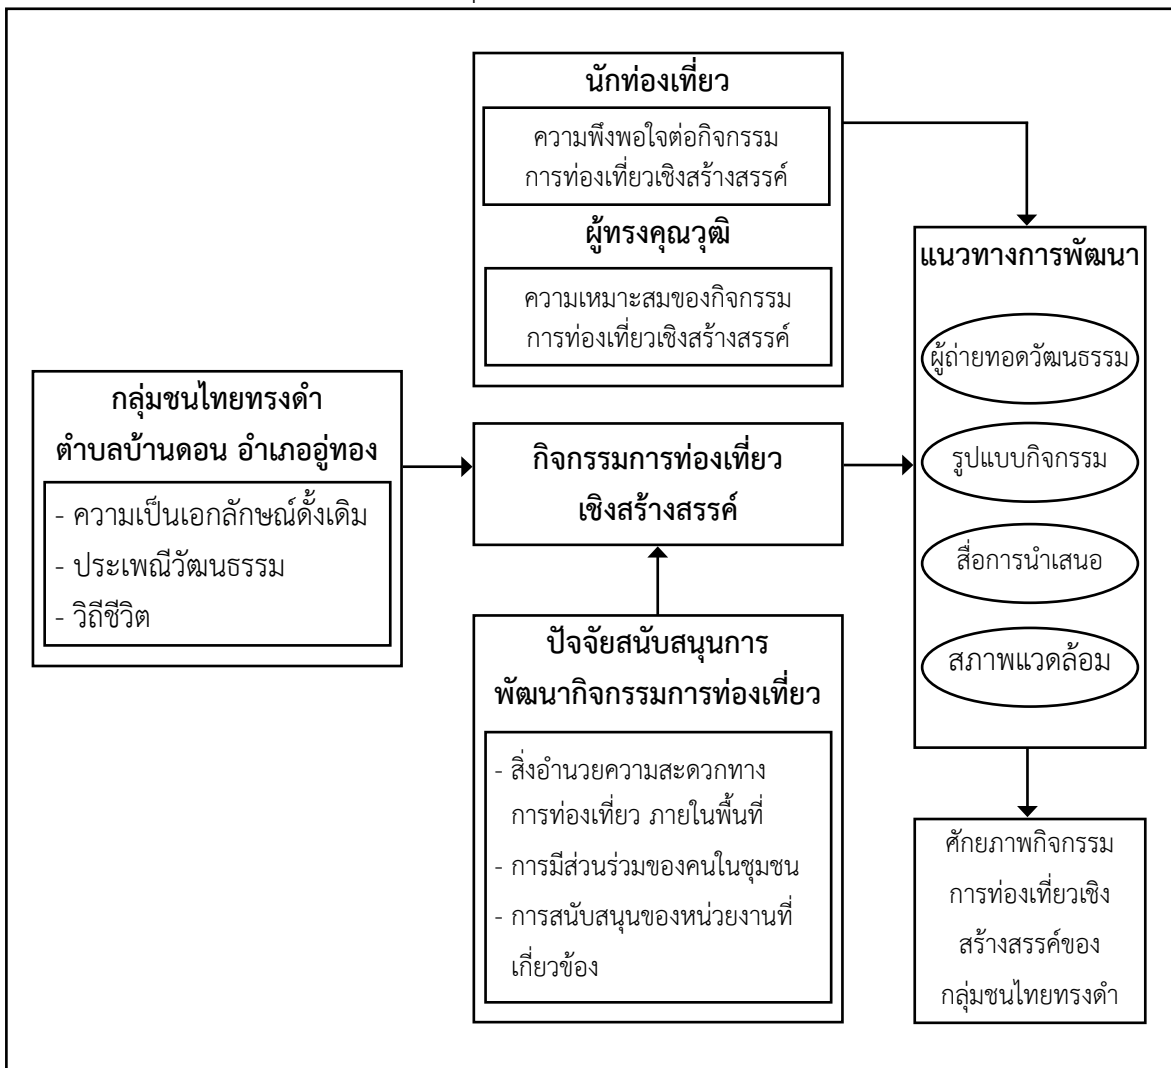 นักท่องเที่ยว
ความพึงพอใจต่อกิจกรรม
การท่องเที่ยวเชิงสร้างสรรค์
ผู้ทรงคุณวุฒิ
ความเหมาะสมของกิจกรรม
การท่องเที่ยวเชิงสร้างสรรค์
กลุ่มชนไทยทรงดำ
ตำบลบ้านดอน อำเภออู่ทอง
- ความเป็นเอกลักษณ์ดั้งเดิม
- ประเพณีวัฒนธรรม
- วิถีชีวิต
กิจกรรมการท่องเที่ยว
เชิงสร้างสรรค์
ปัจจัยสนับสนุนการ
พัฒนากิจกรรมการท่องเที่ยว
- สิ่งอำนวยความสะดวกทาง
การท่องเที่ยว ภายในพื้นที่
- การมีส่วนร่วมของคนในชุมชน
- การสนับสนุนของหน่วยงานที่
เกี่ยวข้อง
แนวทางการพัฒนา
ผู้ถ่ายทอดวัฒนธรรม
รูปแบบกิจกรรม
สื่อการนำเสนอ
สภาพแวดล้อม
ศักยภาพกิจกรรม
การท่องเที่ยวเชิง
สร้างสรรค์ของ
กลุ่มชนไทยทรงดำ